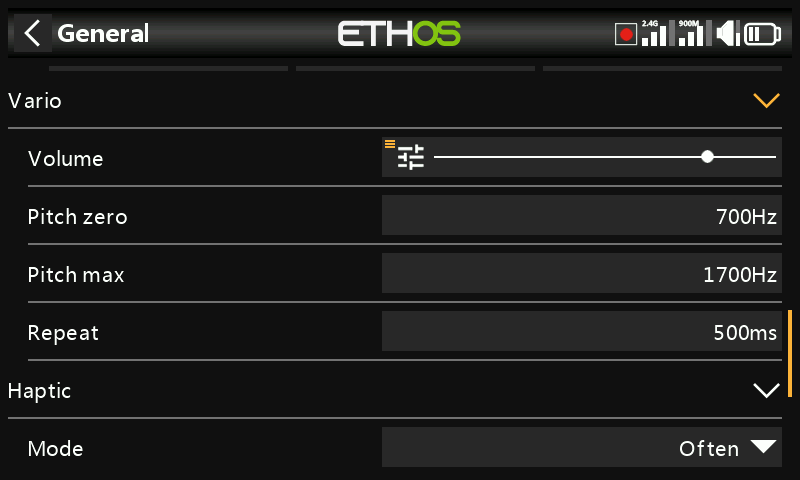 General
ETHOS
2.4G
900M
Vario
Volume
Pitch zero
700Hz
Pitch max
1700Hz
Repeat
500ms
Haptic
Mode
Often